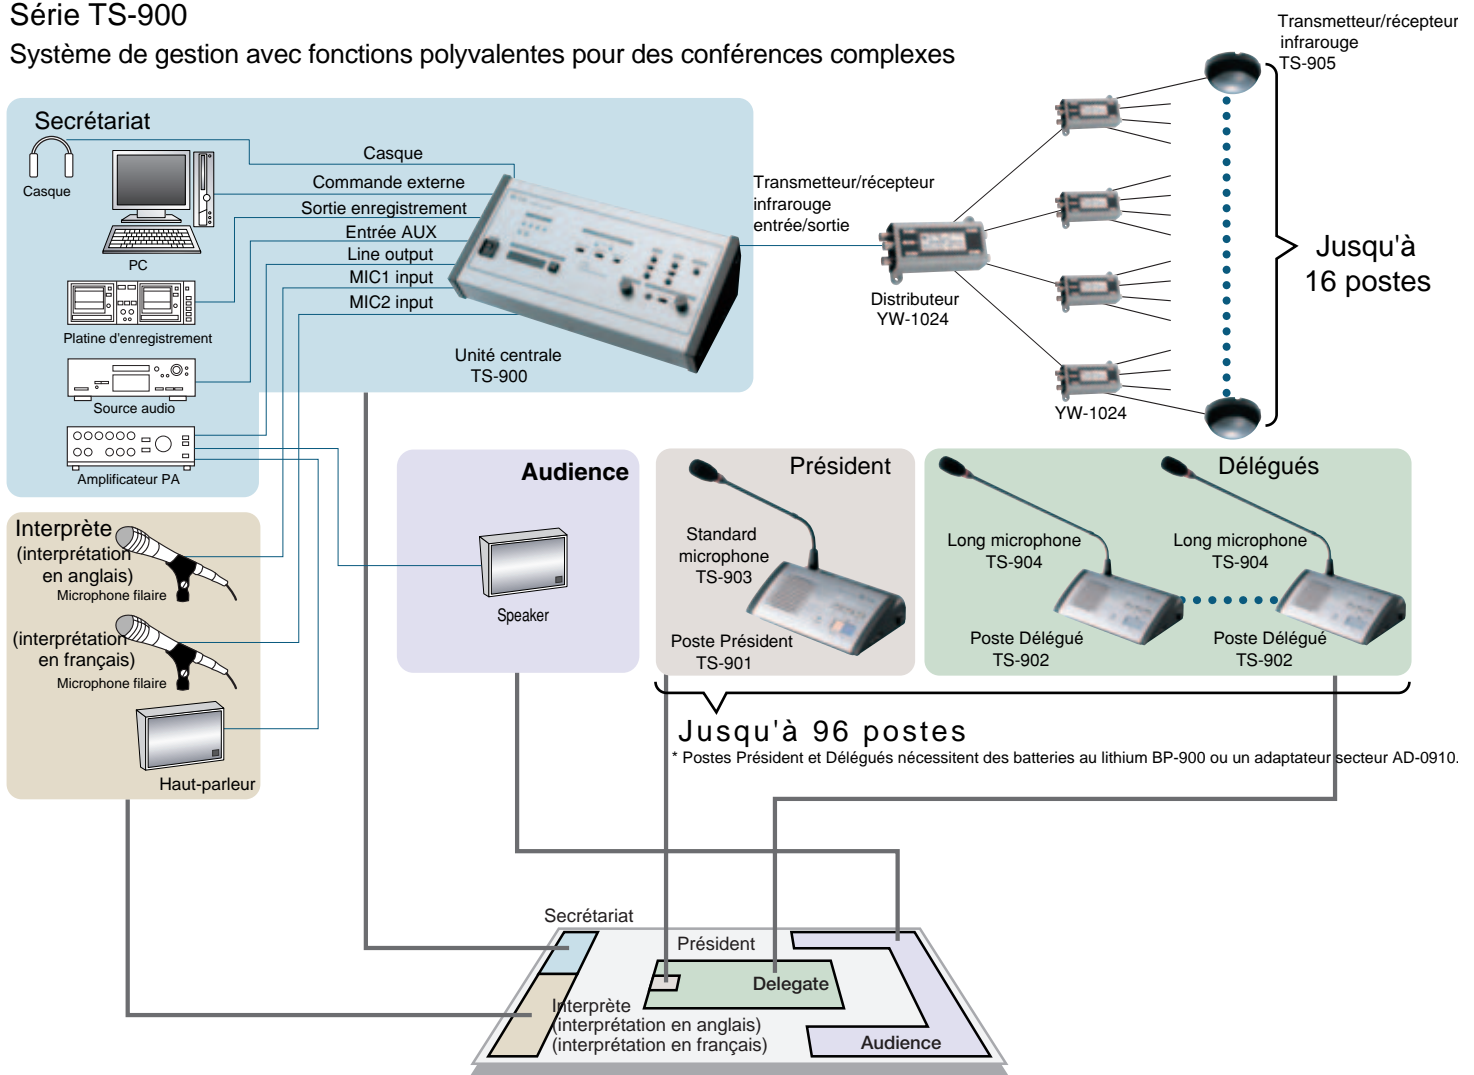 Série TS-900
Système de gestion avec fonctions polyvalentes pour des conférences complexes
Transmetteur/récepteur
infrarouge
TS-905
Secrétariat
Casque
PC
Platine d'enregistrement
Source audio
Amplificateur PA
Casque
Commande externe
Sortie enregistrement
Entrée AUX
Line output
MIC1 input
MIC2 input
Unité centrale
TS-900
Transmetteur/récepteur
infrarouge
entrée/sortie
Distributeur
YW-1024
YW-1024
Jusqu'à
16 postes
Interprète
(interprétation
en anglais)
Microphone filaire
(interprétation
en français)
Microphone filaire
Haut-parleur
Audience
Speaker
Président
Standard
microphone
TS-903
Poste Président
TS-901
Délégués
Long microphone
TS-904
Poste Délégué
TS-902
Long microphone
TS-904
Poste Délégué
TS-902
Jusqu'à 96 postes
* Postes Président et Délégués nécessitent des batteries au lithium BP-900 ou un adaptateur secteur AD-0910.
Secrétariat
Président
Delegate
Interprète
(interprétation en anglais)
(interprétation en français)
Audience